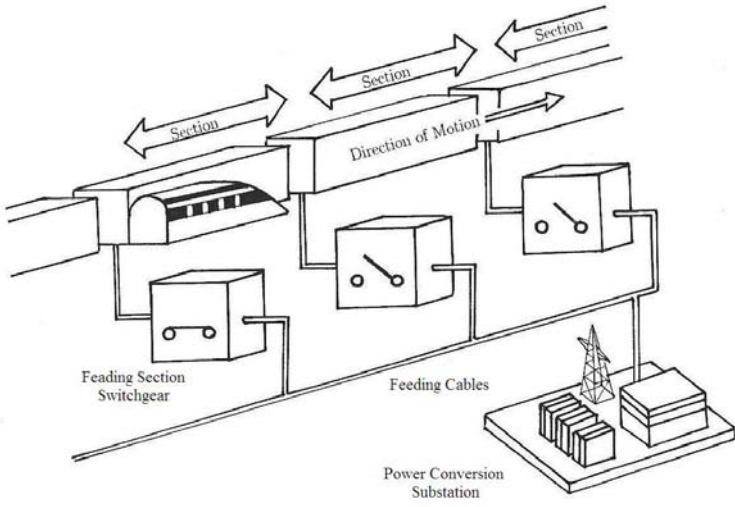 Section
Section
Section
Direction of Motion
Feading Section
Switchgear
Feeding Cables
Power Conversion
Substation